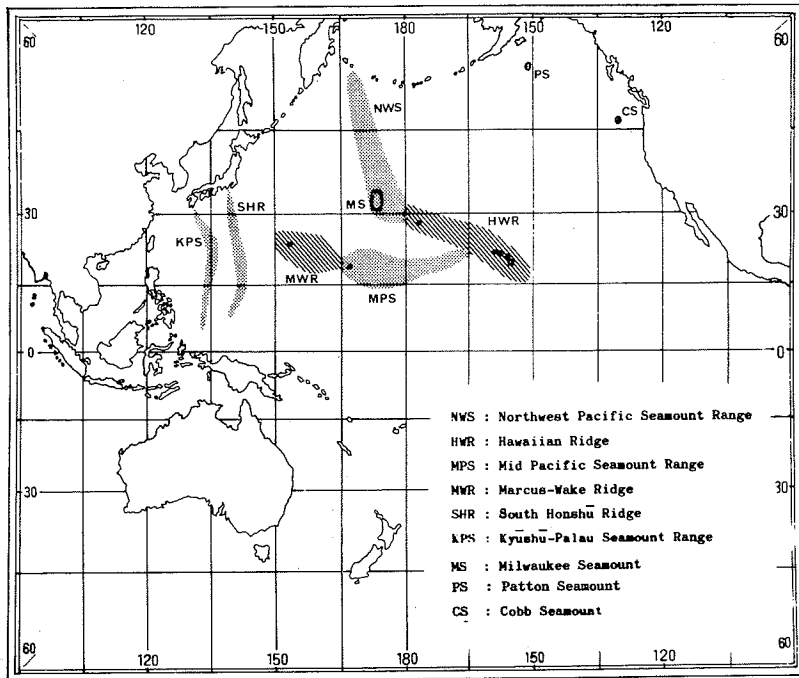 60 120 150 180 150 120 60
PS
NWS
CS
MS
30 SHR HWR 30
KPS
MWR
MPS
0 0
NWS : Northwest Pacific Seamount Range
HWR : Hawaiian Ridge
MPS : Mid Pacific Seamount Range
MWR : Marcus-Wake Ridge
30 30
SHR : South Honshū Ridge
KPS : Kyūshū-Palau Seamount Range
MS : Milwaukee Seamount
PS : Patton Seamount
CS : Cobb Seamount
60 120 150 180 150 120 60